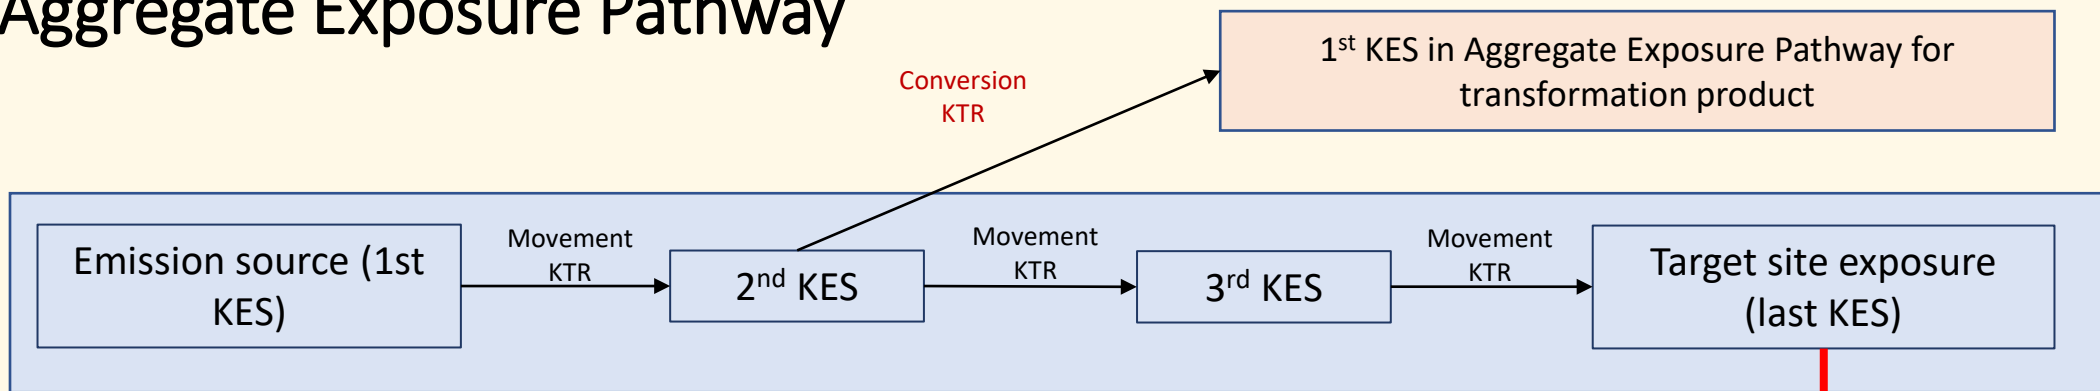 Aggregate Exposure Pathway
1st KES in Aggregate Exposure Pathway for
transformation product
Conversion
KTR
Emission source (1st
KES)
Movement
KTR
2nd KES
Movement
KTR
3rd KES
Movement
KTR
Target site exposure
(last KES)